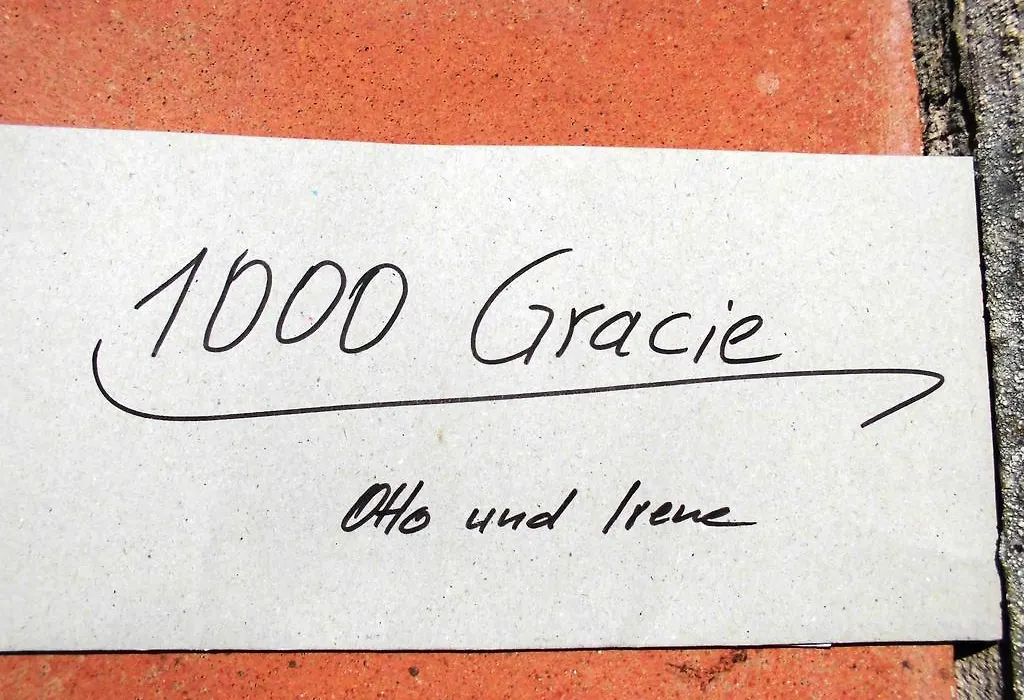 1000 Gracie
Otto und Irene